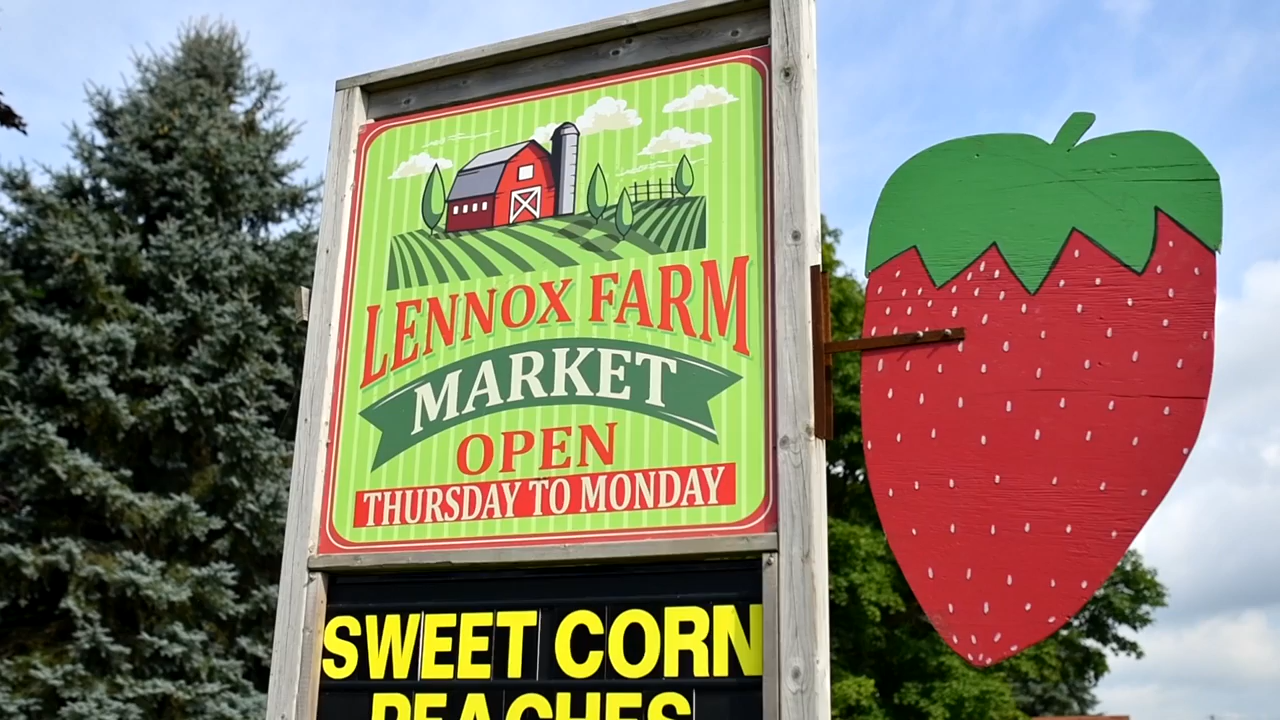 LENNOX FARM
MARKET
OPEN
THURSDAY TO MONDAY
SWEET CORN
PEACHES